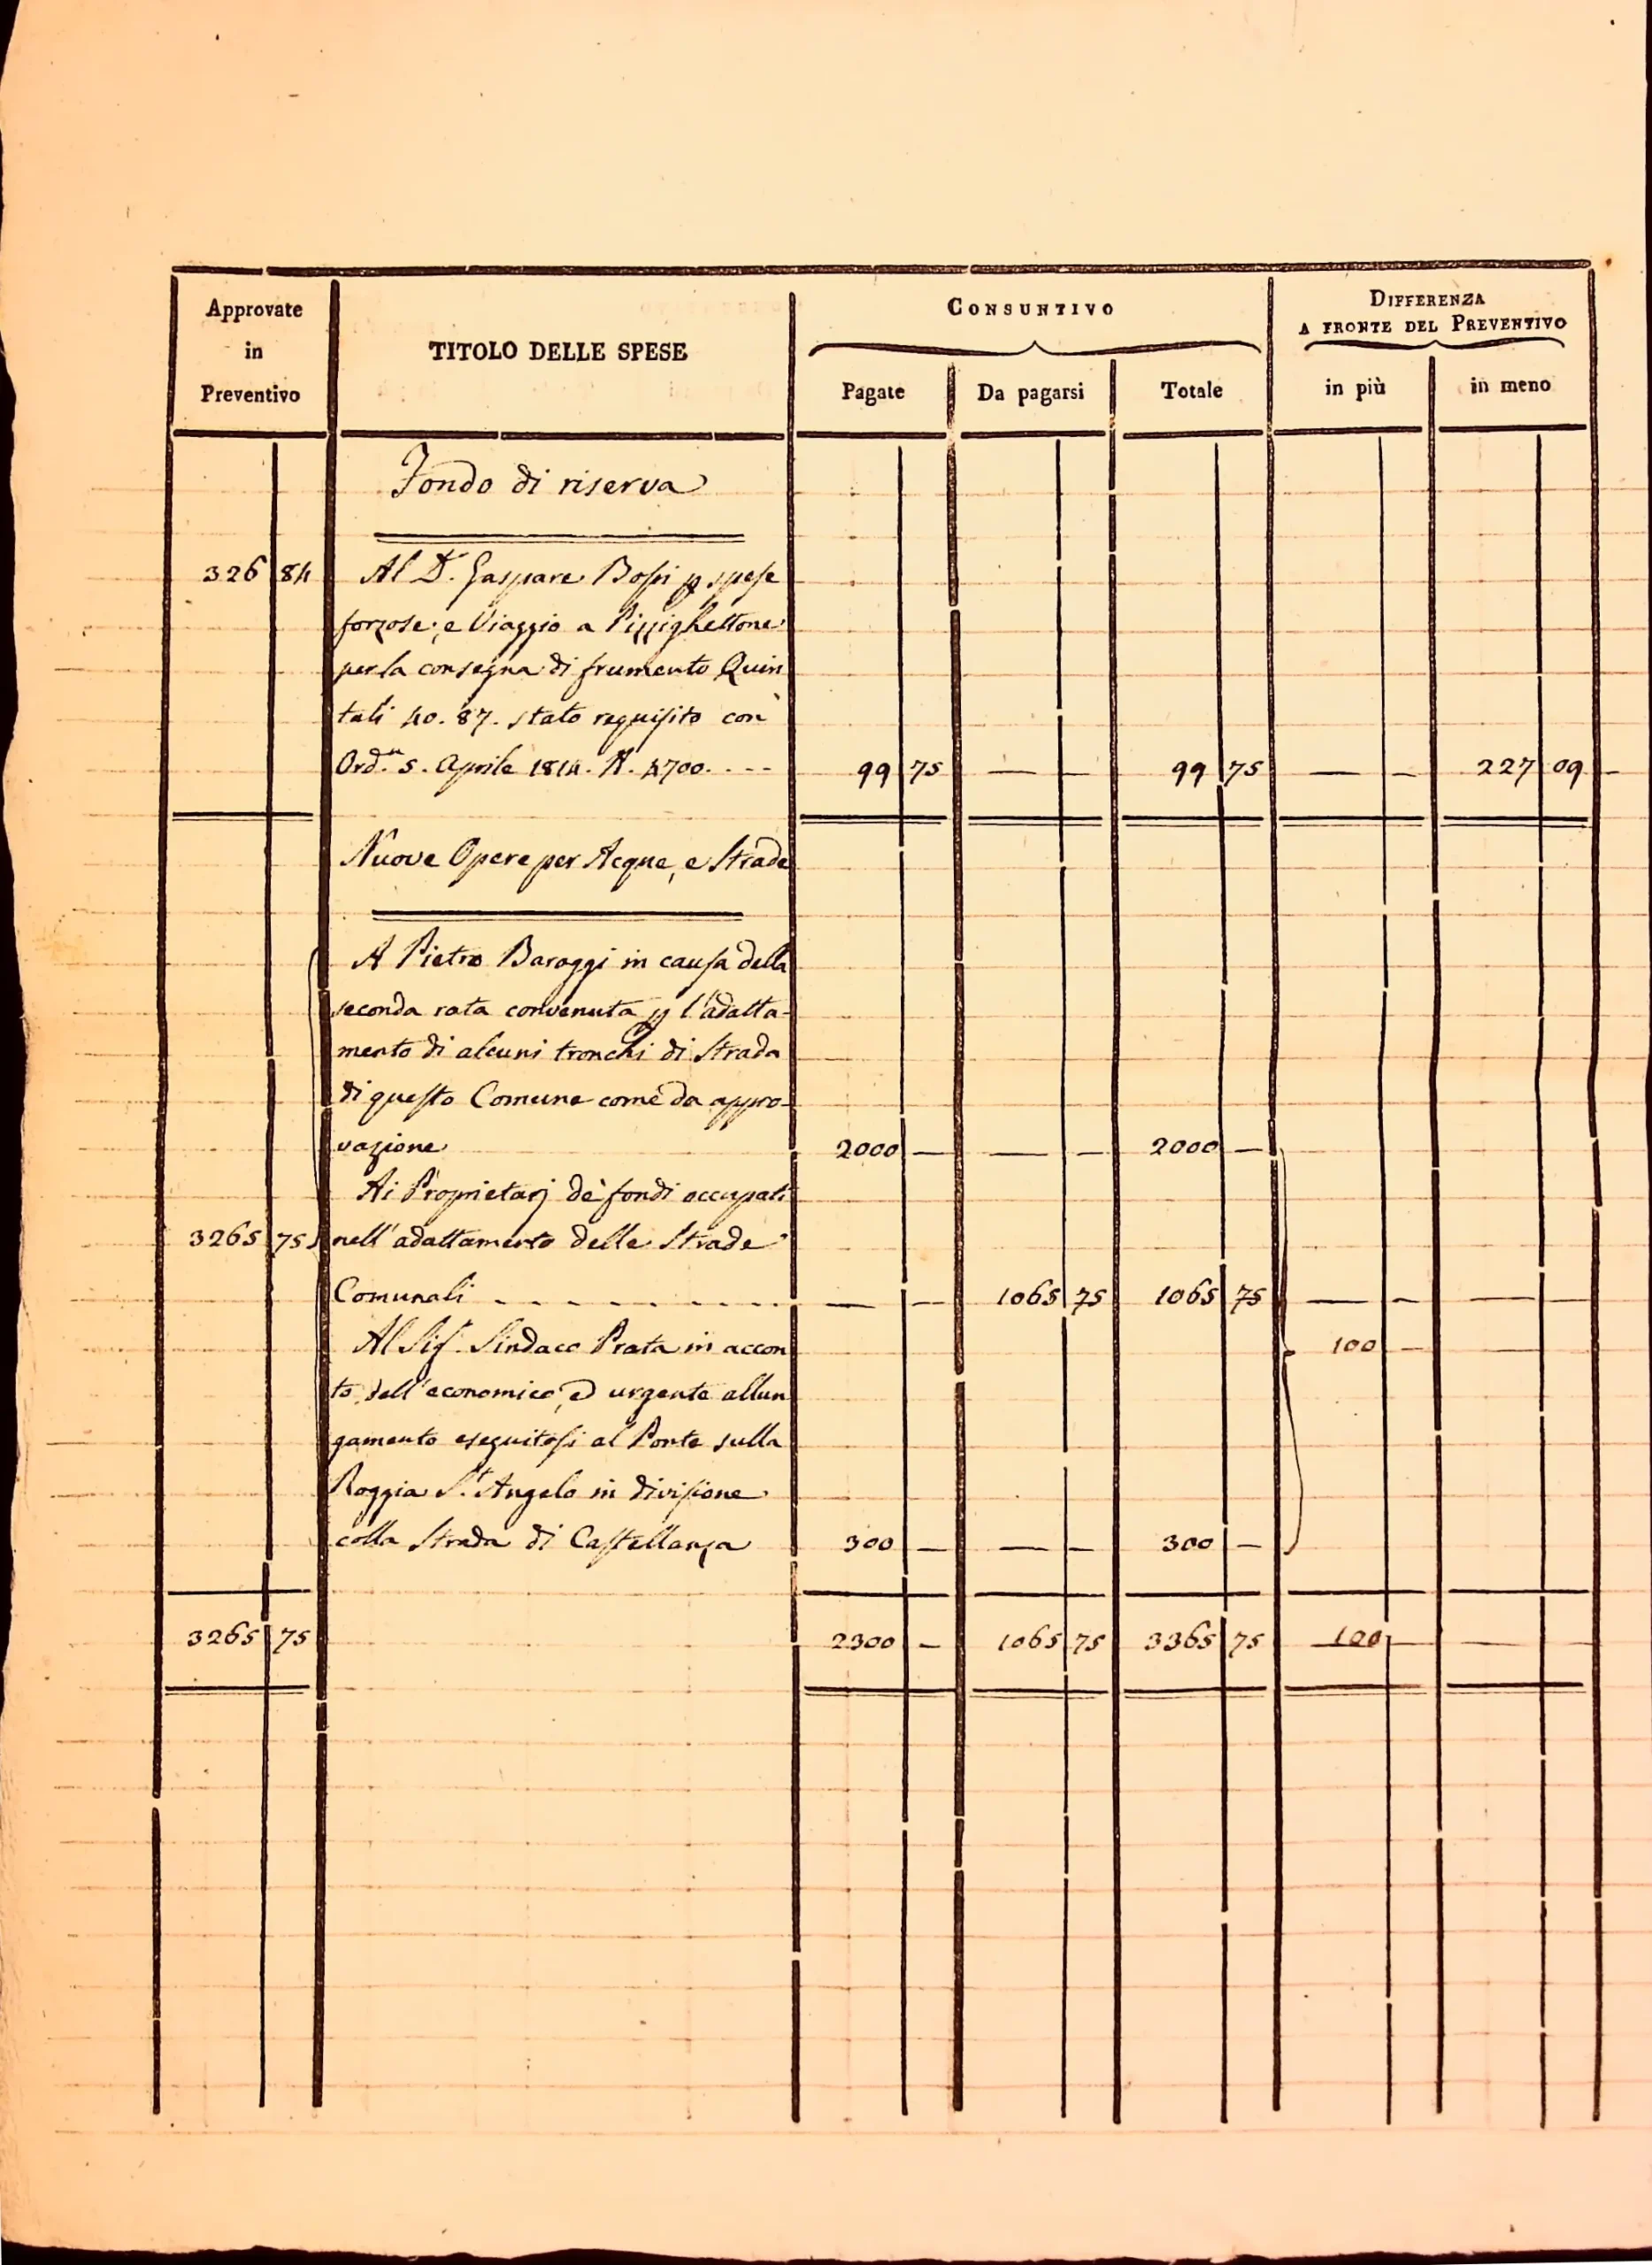 Approvate
in
Preventivo
TITOLO DELLE SPESE
CONSUNTIVO
DIFFERENZA
A FRONTE DEL PREVENTIVO
Pagate
Da pagarsi
Totale
in più
in meno
Fondo di riserva
326 84 Al Dr. Gaspare Bossi p spese
forzose, e Viaggio a Pizzighettone
per la consegna di frumento Quin
tali 40. 87. stato requisito con
Ord.n 5. Aprile 1814. N. 4700. - - - 99 75 — — 99 75 — — 227 09
Nuove Opere per Acque, e Strade
A Pietro Baroggi in causa della
seconda rata convenuta p l'adatta-
mento di alcuni tronchi di Strada
di questo Comune come da appro-
vazione 2000 — — — 2000 —
Ai Proprietarj de' fondi occupati
3265 75 nell'adattamento delle Strade
Comunali - - - - - - - - - - — — 1065 75 1065 75 — — — —
Al Sig.r Sindaco Prata in accon 100 —
to dell'economico, ed urgente allun
gamento eseguitosi al Ponte sulla
Roggia S.t Angelo in divisione
colla Strada di Castellanza 300 — — — 300 —
3265 75 2300 — 1065 75 3365 75 100 — — —